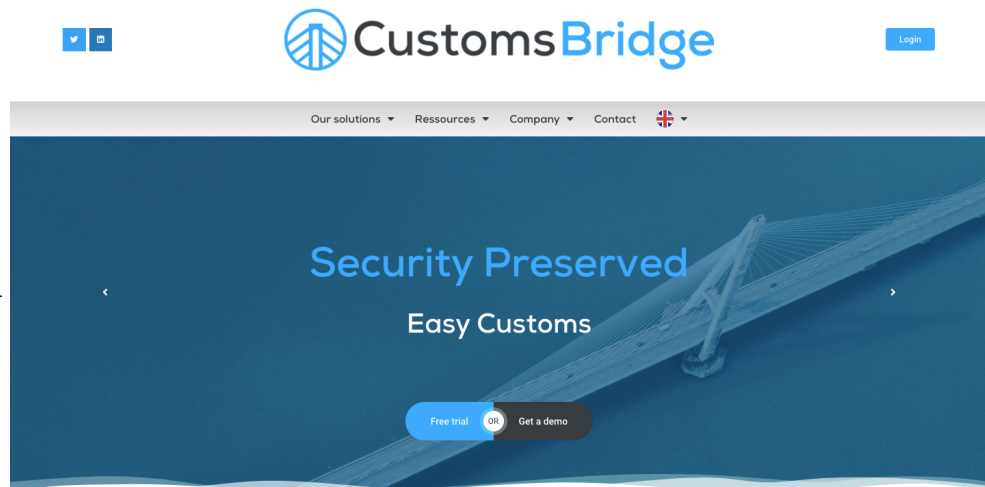 CustomsBridge
Login
Our solutions Ressources Company Contact
Security Preserved
Easy Customs
Free trial OR Get a demo